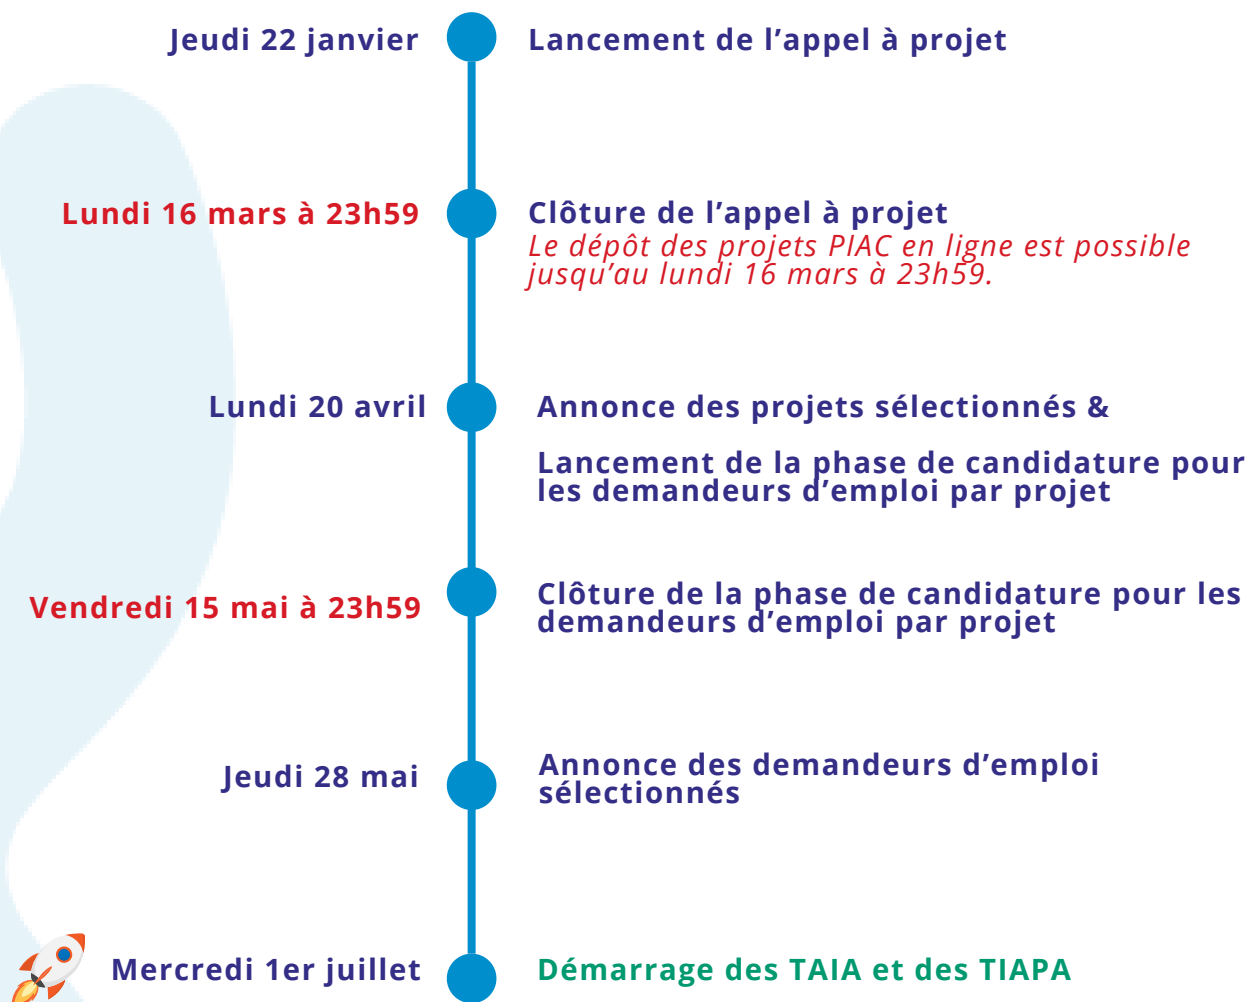 Jeudi 22 janvier
Lancement de l'appel à projet
Lundi 16 mars à 23h59
Clôture de l'appel à projet
Le dépôt des projets PIAC en ligne est possible
jusqu'au lundi 16 mars à 23h59.
Lundi 20 avril
Annonce des projets sélectionnés &
Lancement de la phase de candidature pour
les demandeurs d'emploi par projet
Vendredi 15 mai à 23h59
Clôture de la phase de candidature pour les
demandeurs d'emploi par projet
Jeudi 28 mai
Annonce des demandeurs d'emploi
sélectionnés
Mercredi 1er juillet
Démarrage des TAIA et des TIAPA